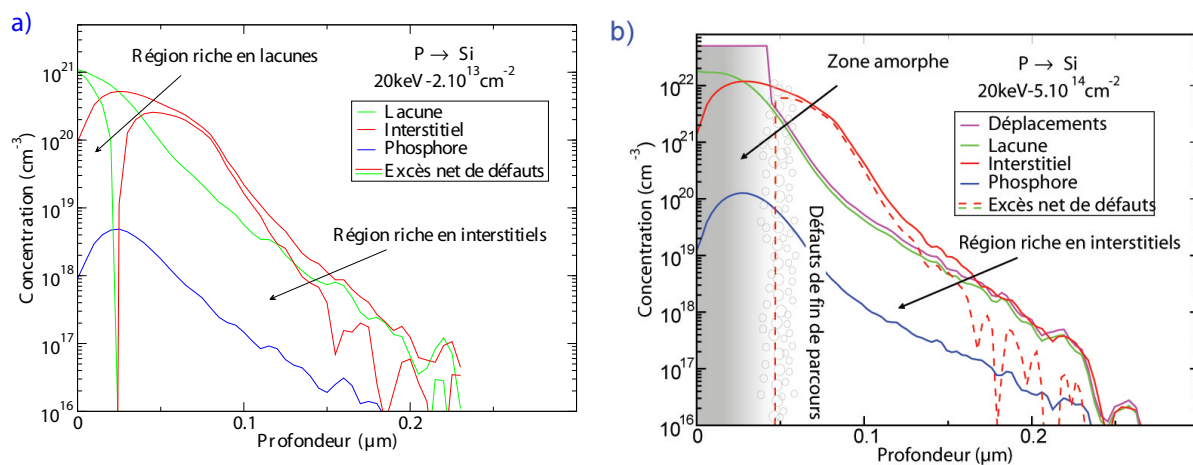 a)
Région riche en lacunes
P → Si
20keV-2.10¹³cm⁻²
Lacune
Interstitiel
Phosphore
Excès net de défauts
Région riche en interstitiels
Concentration (cm⁻³)
10²¹
10²⁰
10¹⁹
10¹⁸
10¹⁷
10¹⁶
0
0.1
0.2
Profondeur (µm)
b)
Zone amorphe
P → Si
20keV-5.10¹⁴cm⁻²
Déplacements
Lacune
Interstitiel
Phosphore
Excès net de défauts
Défauts de fin de parcours
Région riche en interstitiels
Concentration (cm⁻³)
10²²
10²¹
10²⁰
10¹⁹
10¹⁸
10¹⁷
10¹⁶
0
0.1
0.2
Profondeur (µm)